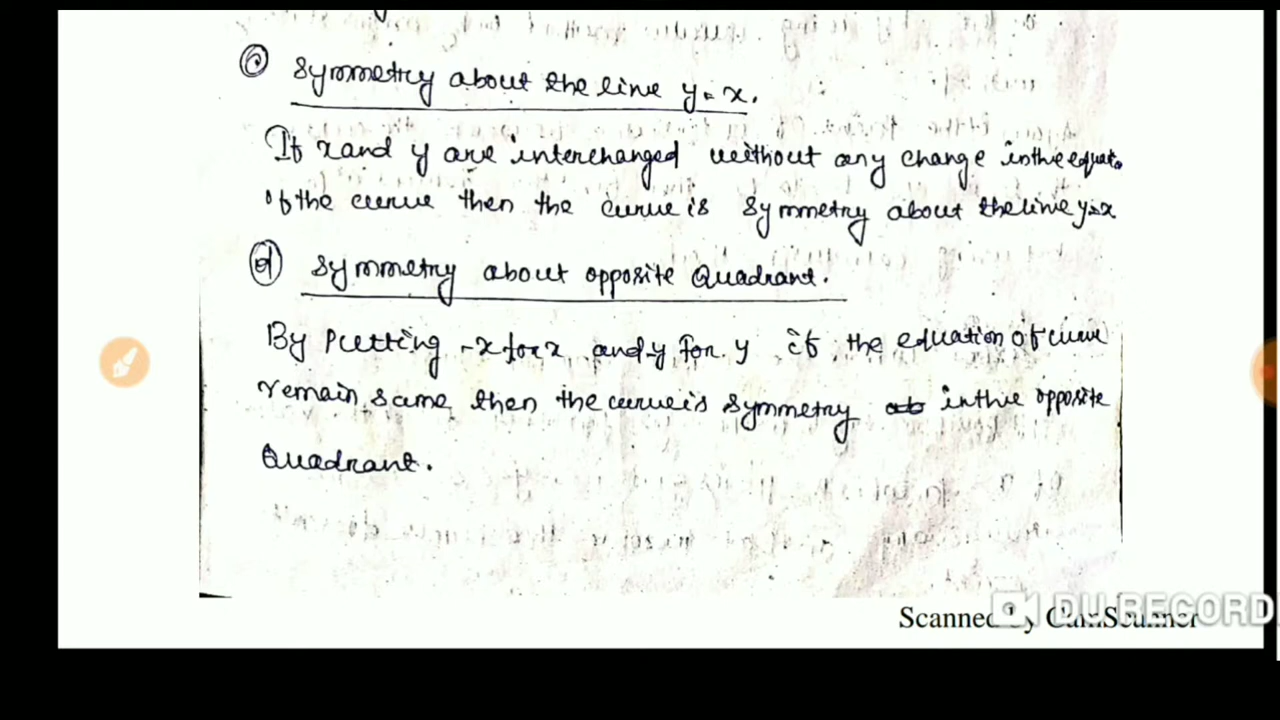 (c) Symmetry about the line y = x.
If x and y are interchanged without any change in the equat.
of the curve then the curve is symmetry about the line y=x
(d) Symmetry about opposite Quadrant.
By Putting -x for x and -y for y if the equation of curve
remain same then the curve is symmetry in the opposite
Quadrant.
Scanned by CamScanner
DU RECORD